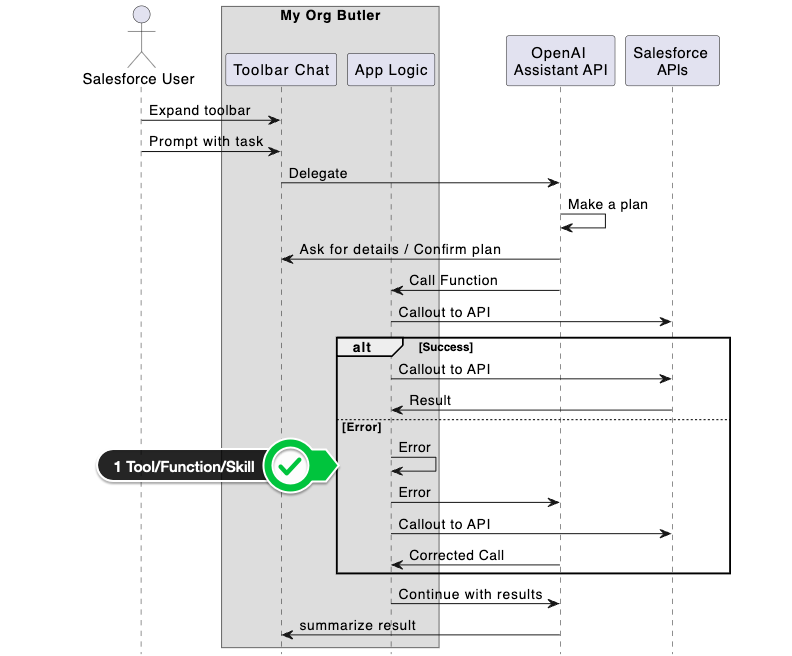 My Org Butler
Salesforce User
Toolbar Chat
App Logic
OpenAI
Assistant API
Salesforce
APIs
Expand toolbar
Prompt with task
Delegate
Make a plan
Ask for details / Confirm plan
Call Function
Callout to API
alt
[Success]
Callout to API
Result
[Error]
Error
1 Tool/Function/Skill
Error
Callout to API
Corrected Call
Continue with results
summarize result